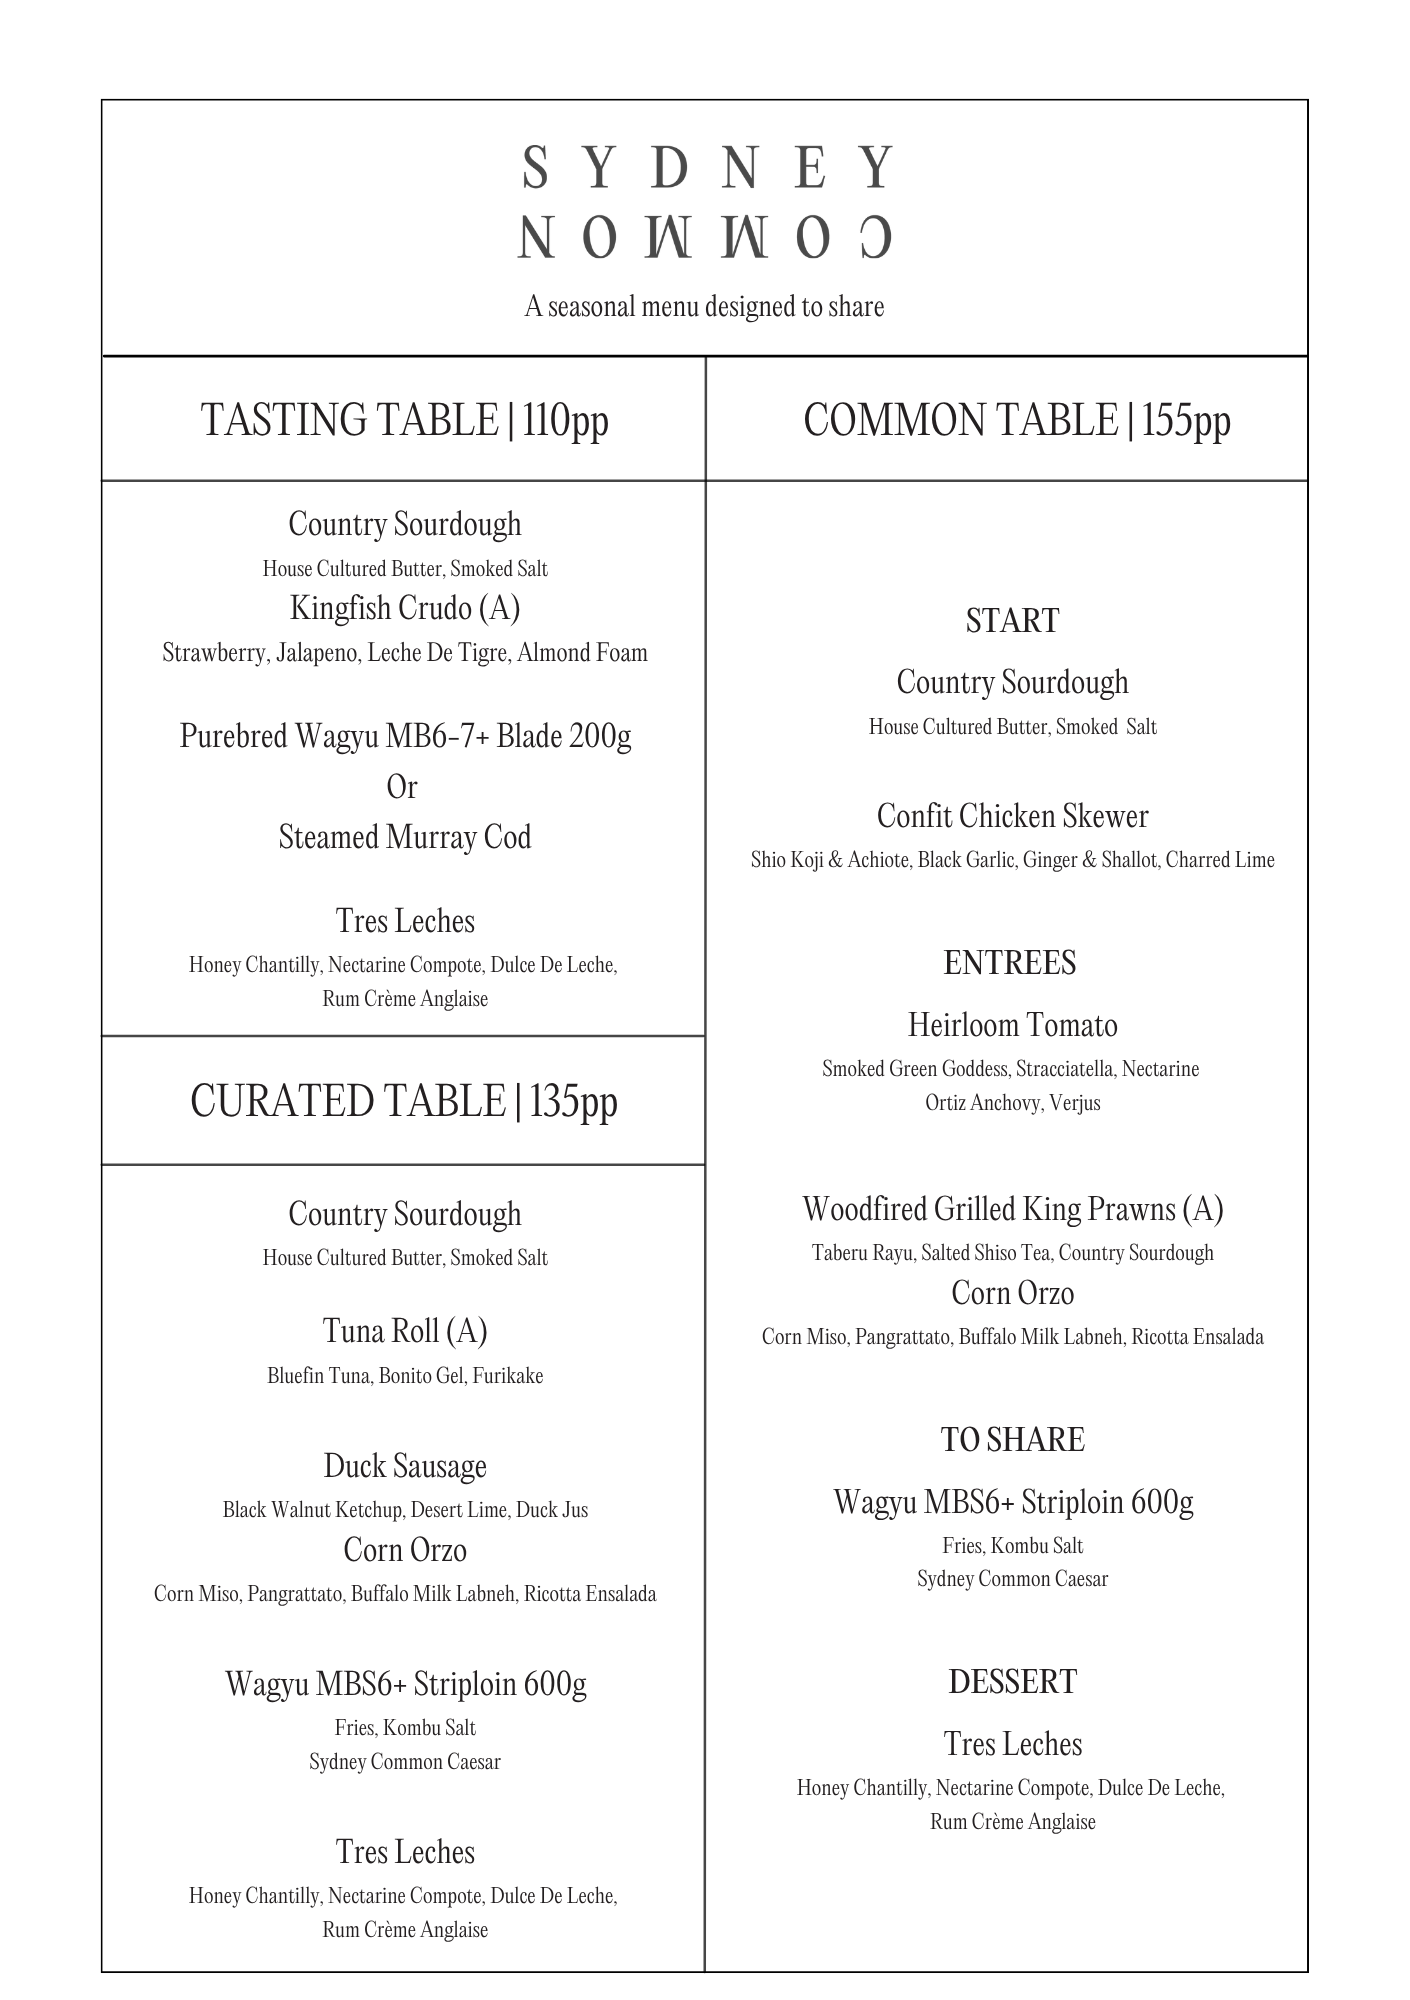 SYDNEY
COMMON
A seasonal menu designed to share
TASTING TABLE | 110pp
Country Sourdough
House Cultured Butter, Smoked Salt
Kingfish Crudo (A)
Strawberry, Jalapeno, Leche De Tigre, Almond Foam
Purebred Wagyu MB6-7+ Blade 200g
Or
Steamed Murray Cod
Tres Leches
Honey Chantilly, Nectarine Compote, Dulce De Leche,
Rum Crème Anglaise
CURATED TABLE | 135pp
Country Sourdough
House Cultured Butter, Smoked Salt
Tuna Roll (A)
Bluefin Tuna, Bonito Gel, Furikake
Duck Sausage
Black Walnut Ketchup, Desert Lime, Duck Jus
Corn Orzo
Corn Miso, Pangrattato, Buffalo Milk Labneh, Ricotta Ensalada
Wagyu MBS6+ Striploin 600g
Fries, Kombu Salt
Sydney Common Caesar
Tres Leches
Honey Chantilly, Nectarine Compote, Dulce De Leche,
Rum Crème Anglaise
COMMON TABLE | 155pp
START
Country Sourdough
House Cultured Butter, Smoked Salt
Confit Chicken Skewer
Shio Koji & Achiote, Black Garlic, Ginger & Shallot, Charred Lime
ENTREES
Heirloom Tomato
Smoked Green Goddess, Stracciatella, Nectarine
Ortiz Anchovy, Verjus
Woodfired Grilled King Prawns (A)
Taberu Rayu, Salted Shiso Tea, Country Sourdough
Corn Orzo
Corn Miso, Pangrattato, Buffalo Milk Labneh, Ricotta Ensalada
TO SHARE
Wagyu MBS6+ Striploin 600g
Fries, Kombu Salt
Sydney Common Caesar
DESSERT
Tres Leches
Honey Chantilly, Nectarine Compote, Dulce De Leche,
Rum Crème Anglaise